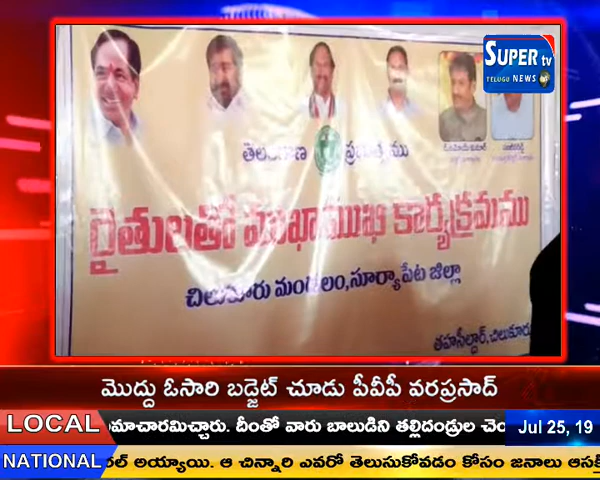 SUPER tv
TELUGU NEWS
తెలంగాణ ప్రభుత్వము
రైతులతో ముఖాముఖి కార్యక్రమము
చిలుకూరు మండలం,సూర్యాపేట జిల్లా
తహసీల్దార్,చిలుకూరు
మొద్దు ఓసారి బడ్జెట్ చూడు పీవీపీ వరప్రసాద్
LOCAL మాచారమిచ్చారు. దీంతో వారు బాలుడిని తల్లిదండ్రుల చెం Jul 25, 19
NATIONAL రల్ అయ్యాయి. ఆ చిన్నారి ఎవరో తెలుసుకోవడం కోసం జనాలు ఆసక్తి